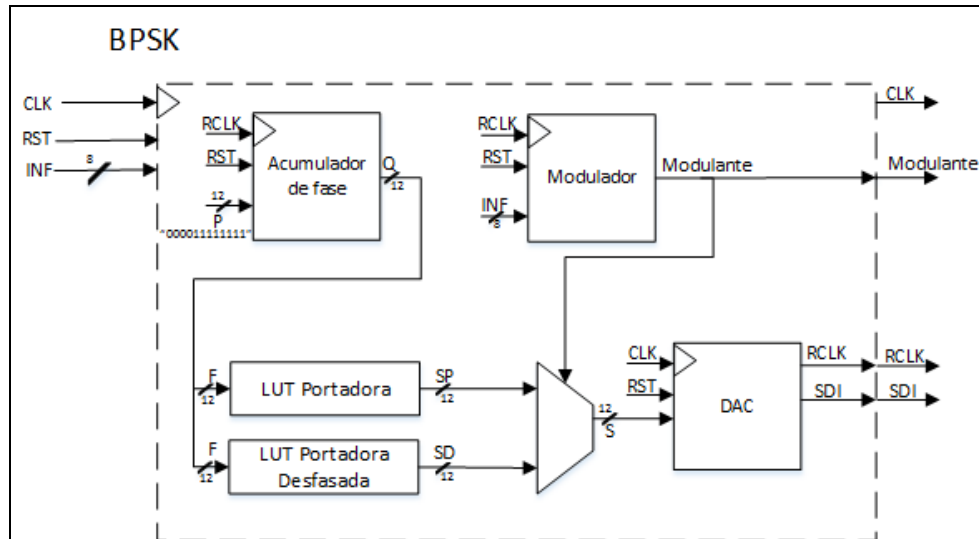 BPSK
CLK
RST
INF
8
RCLK
RST
12
P
"000011111111"
Acumulador
de fase
Q
12
RCLK
RST
INF
8
Modulador
Modulante
CLK
Modulante
F
12
LUT Portadora
SP
12
F
12
LUT Portadora
Desfasada
SD
12
12
S
CLK
RST
DAC
RCLK
SDI
RCLK
SDI